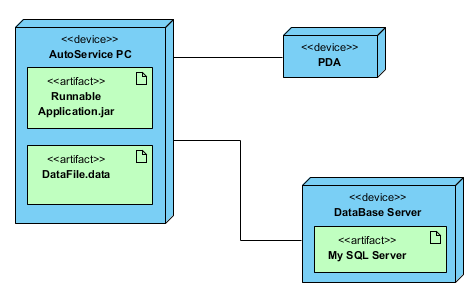 <<device>>
AutoService PC
<<artifact>>
Runnable
Application.jar
<<artifact>>
DataFile.data
<<device>>
PDA
<<device>>
DataBase Server
<<artifact>>
My SQL Server